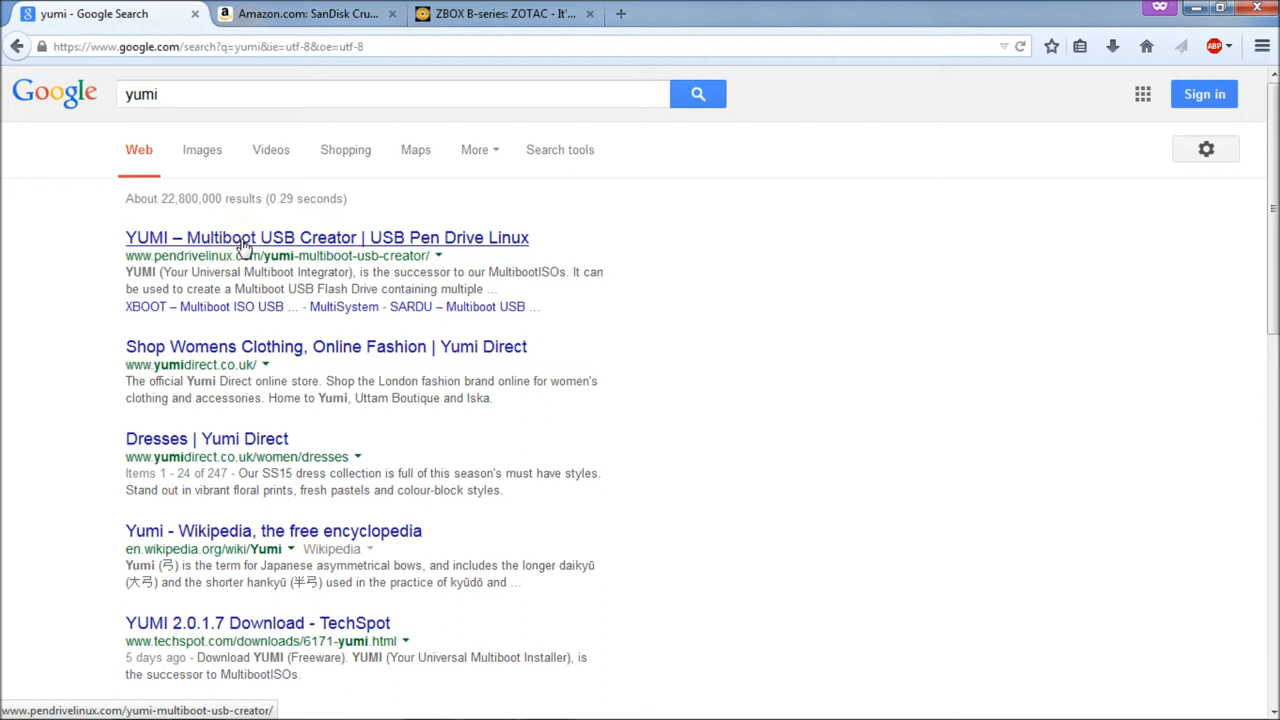 yumi - Google Search
Amazon.com: SanDisk Cru...
ZBOX B-series: ZOTAC - It'...
https://www.google.com/search?q=yumi&ie=utf-8&oe=utf-8
ABP
Google
yumi
Sign in
Web
Images
Videos
Shopping
Maps
More
Search tools
About 22,800,000 results (0.29 seconds)
YUMI – Multiboot USB Creator | USB Pen Drive Linux
www.pendrivelinux.com/yumi-multiboot-usb-creator/
YUMI (Your Universal Multiboot Integrator), is the successor to our MultibootISOs. It can
be used to create a Multiboot USB Flash Drive containing multiple ...
XBOOT – Multiboot ISO USB ... - MultiSystem - SARDU – Multiboot USB ...
Shop Womens Clothing, Online Fashion | Yumi Direct
www.yumidirect.co.uk/
The official Yumi Direct online store. Shop the London fashion brand online for women's
clothing and accessories. Home to Yumi, Uttam Boutique and Iska.
Dresses | Yumi Direct
www.yumidirect.co.uk/women/dresses
Items 1 - 24 of 247 - Our SS15 dress collection is full of this season's must have styles.
Stand out in vibrant floral prints, fresh pastels and colour-block styles.
Yumi - Wikipedia, the free encyclopedia
en.wikipedia.org/wiki/Yumi Wikipedia
Yumi (弓) is the term for Japanese asymmetrical bows, and includes the longer daikyū
(大弓) and the shorter hankyū (半弓) used in the practice of kyūdō and ...
YUMI 2.0.1.7 Download - TechSpot
www.techspot.com/downloads/6171-yumi.html
5 days ago - Download YUMI (Freeware). YUMI (Your Universal Multiboot Installer), is
the successor to MultibootISOs.
www.pendrivelinux.com/yumi-multiboot-usb-creator/